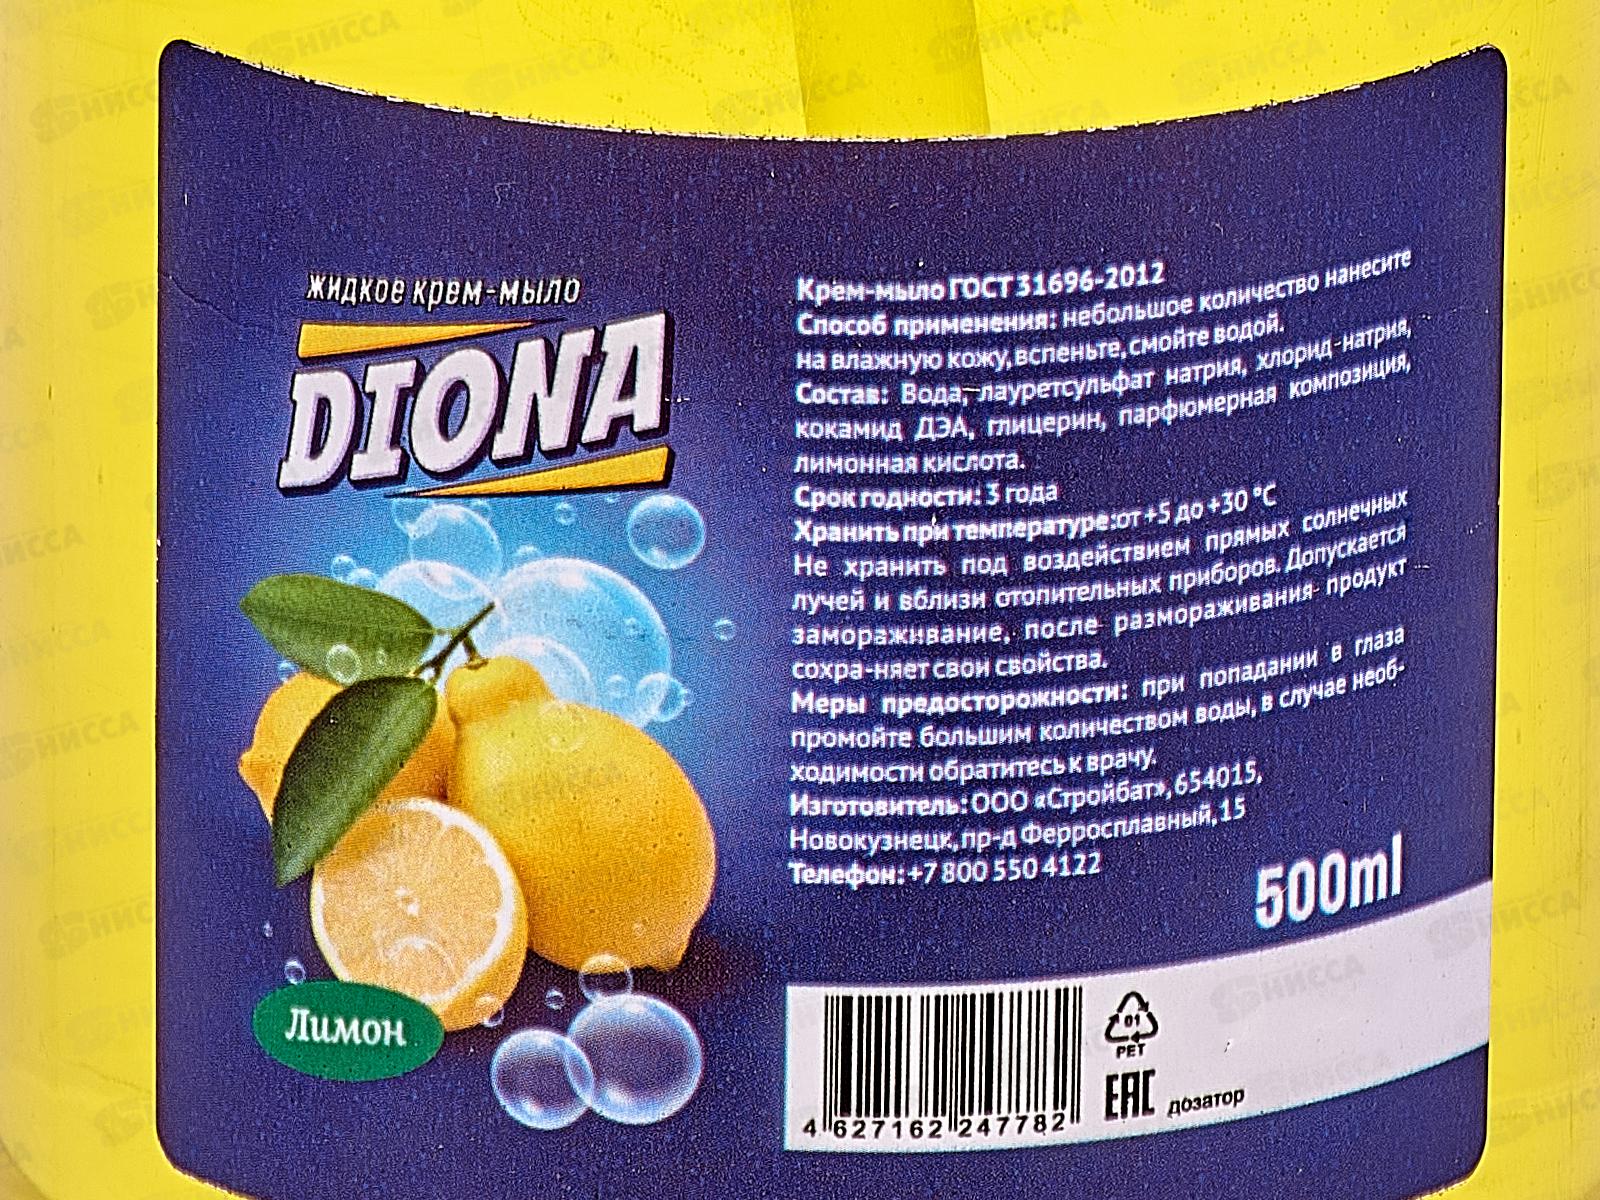 жидкое крем-мыло
DIONA
Лимон
Крем-мыло ГОСТ 31696-2012
Способ применения: небольшое количество нанесите
на влажную кожу, вспеньте, смойте водой.
Состав: Вода, лауретсульфат натрия, хлорид натрия,
кокамид ДЭА, глицерин, парфюмерная композиция,
лимонная кислота.
Срок годности: 3 года
Хранить при температуре: от +5 до +30 °С
Не хранить под воздействием прямых солнечных
лучей и вблизи отопительных приборов. Допускается
замораживание, после размораживания- продукт
сохра-няет свои свойства.
Меры предосторожности: при попадании в глаза
промойте большим количеством воды, в случае необ-
ходимости обратитесь к врачу.
Изготовитель: ООО «Стройбат», 654015,
Новокузнецк, пр-д Ферросплавный, 15
Телефон: +7 800 550 4122
500ml
4 627162 247782
01
PET
EAC дозатор
НИССА